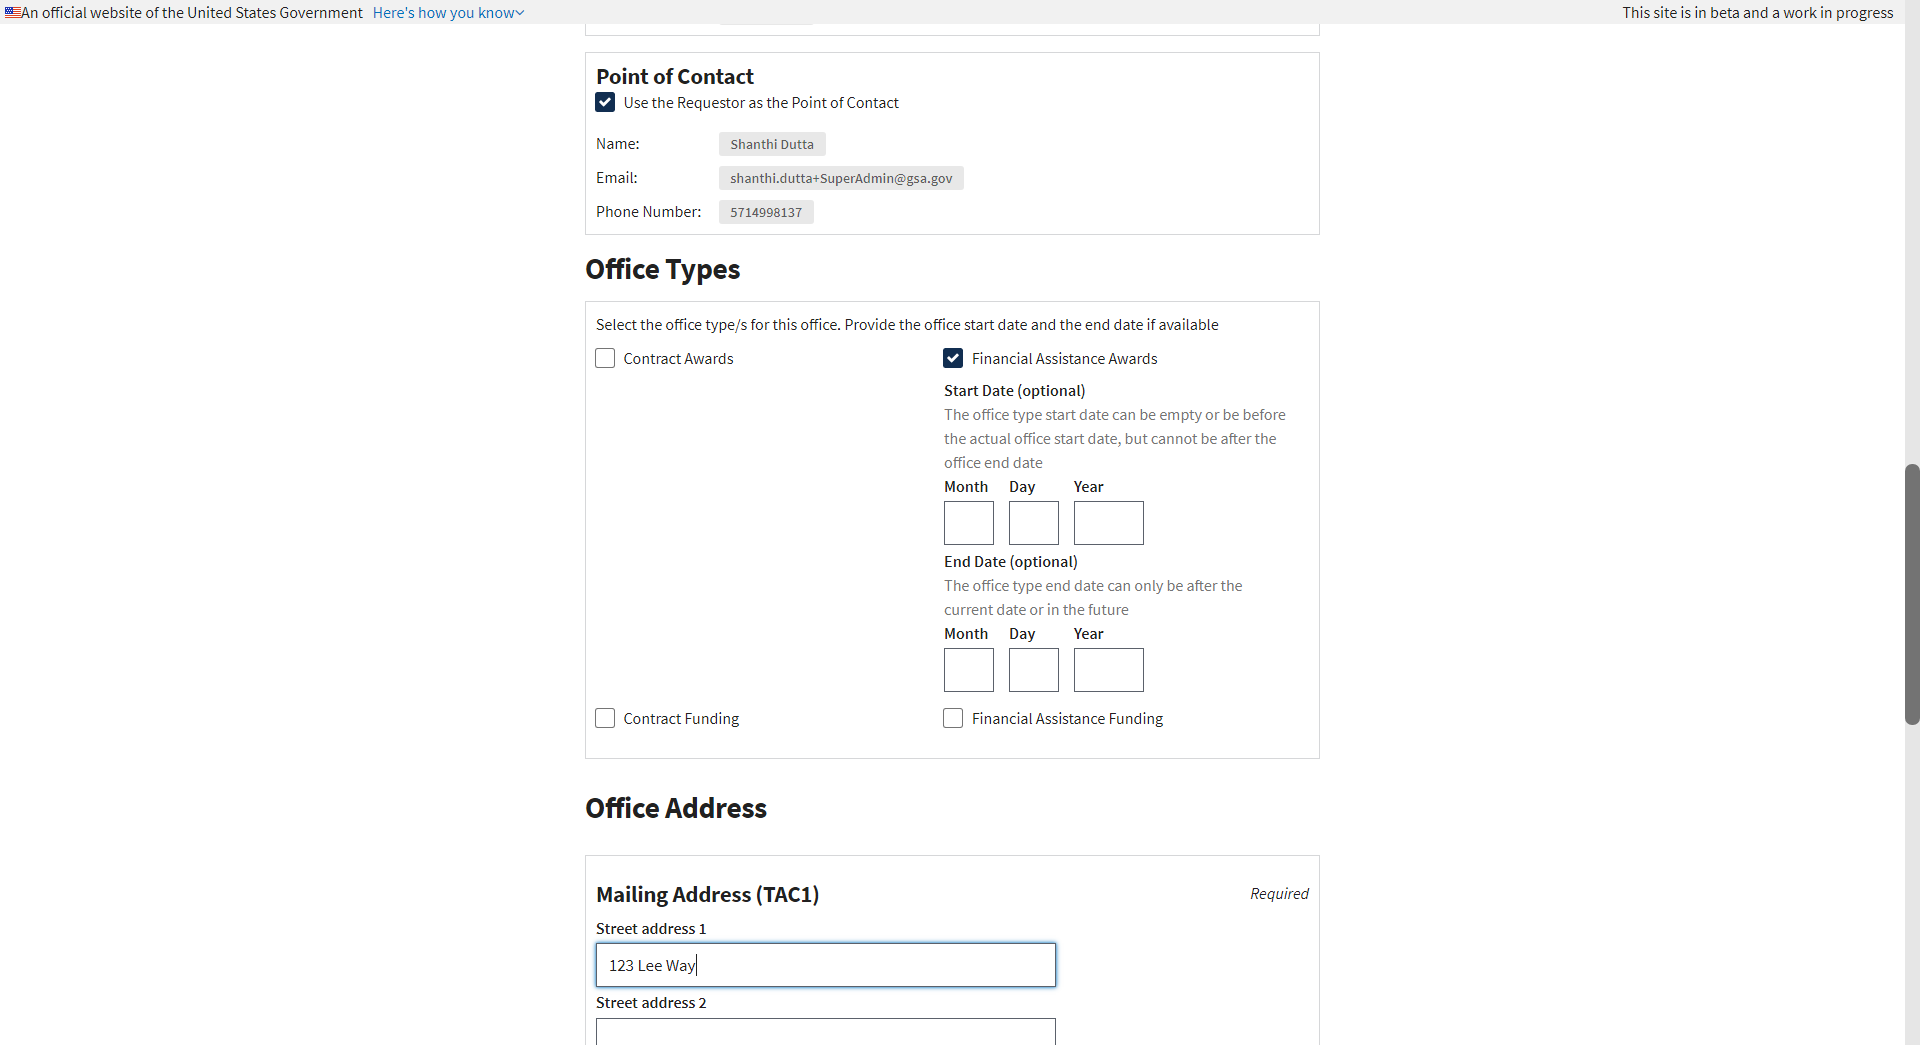 An official website of the United States Government Here's how you know
This site is in beta and a work in progress
Point of Contact
Use the Requestor as the Point of Contact
Name: Shanthi Dutta
Email: shanthi.dutta+SuperAdmin@gsa.gov
Phone Number: 5714998137
Office Types
Select the office type/s for this office. Provide the office start date and the end date if available
Contract Awards
Financial Assistance Awards
Start Date (optional)
The office type start date can be empty or be before
the actual office start date, but cannot be after the
office end date
Month Day Year
End Date (optional)
The office type end date can only be after the
current date or in the future
Month Day Year
Contract Funding
Financial Assistance Funding
Office Address
Mailing Address (TAC1)
Required
Street address 1
123 Lee Way
Street address 2